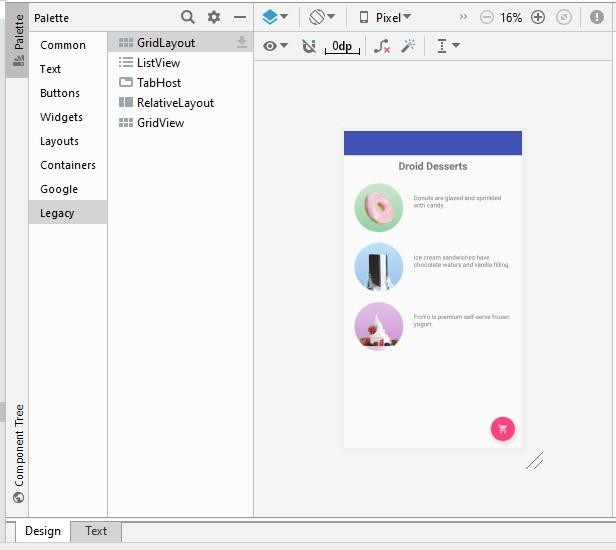 Palette
Palette
Pixel
16%
Common
GridLayout
Text
ListView
0dp
Buttons
TabHost
Widgets
RelativeLayout
Layouts
GridView
Containers
Google
Legacy
Droid Desserts
Donuts are glazed and sprinkled
with candy.
Ice cream sandwiches have
chocolate wafers and vanilla filling.
FroYo is premium self-serve frozen
yogurt.
Component Tree
Design
Text